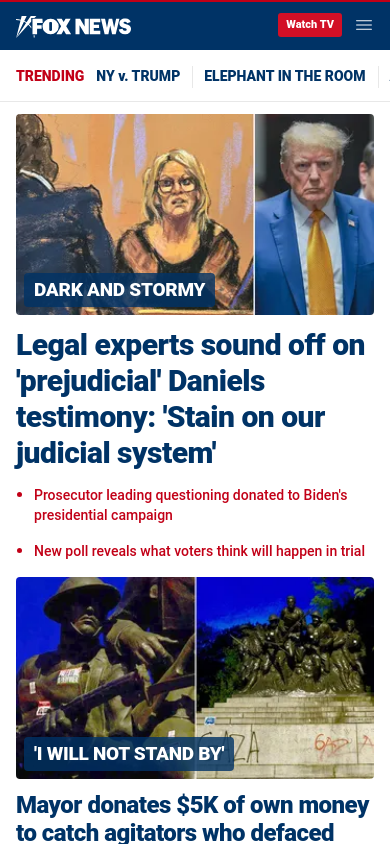 FOX NEWS
Watch TV
TRENDING NY v. TRUMP ELEPHANT IN THE ROOM
DARK AND STORMY
Legal experts sound off on
'prejudicial' Daniels
testimony: 'Stain on our
judicial system'
Prosecutor leading questioning donated to Biden's
presidential campaign
New poll reveals what voters think will happen in trial
GAZA
'I WILL NOT STAND BY'
Mayor donates $5K of own money
to catch agitators who defaced